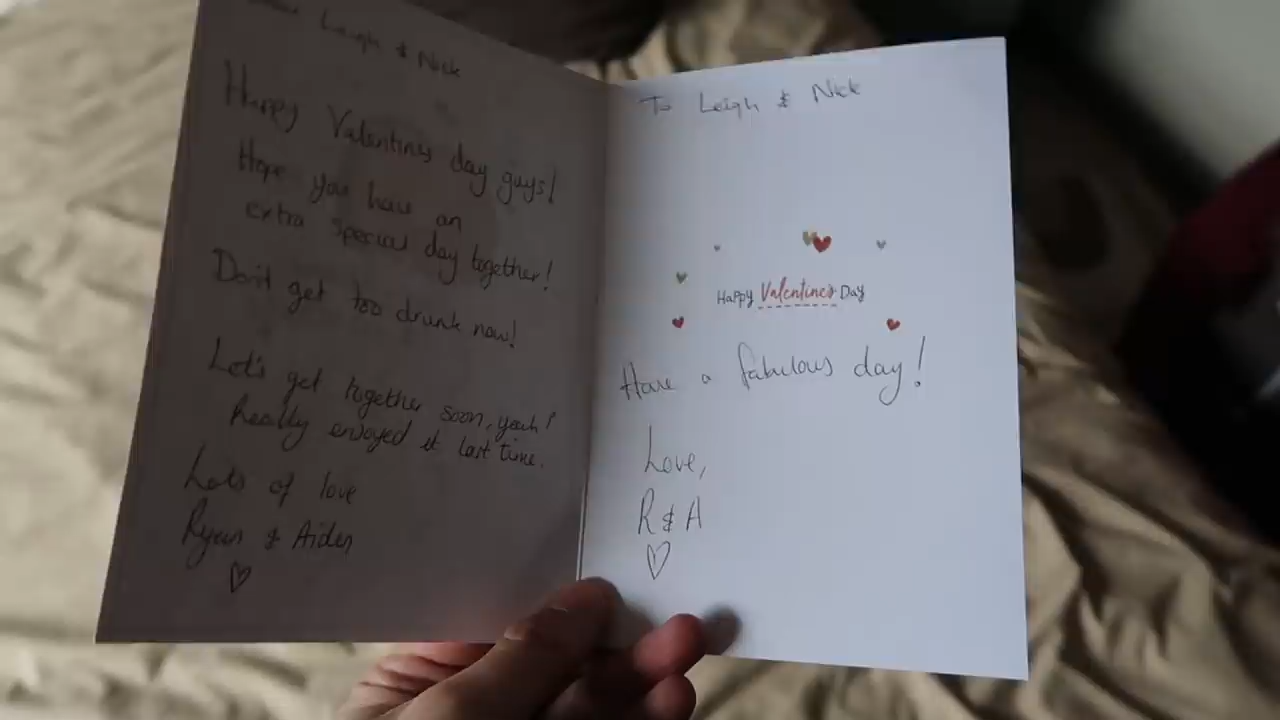 Leigh & Nick
Happy Valentines day guys!
Hope you have an
extra special day together!
Don't get too drunk now!
Let's get together soon, yeah?
Really enjoyed it last time.
Lots of love
Ryan & Aiden
To Leigh & Nick
Happy Valentine's Day
Have a fabulous day!
Love,
R & A